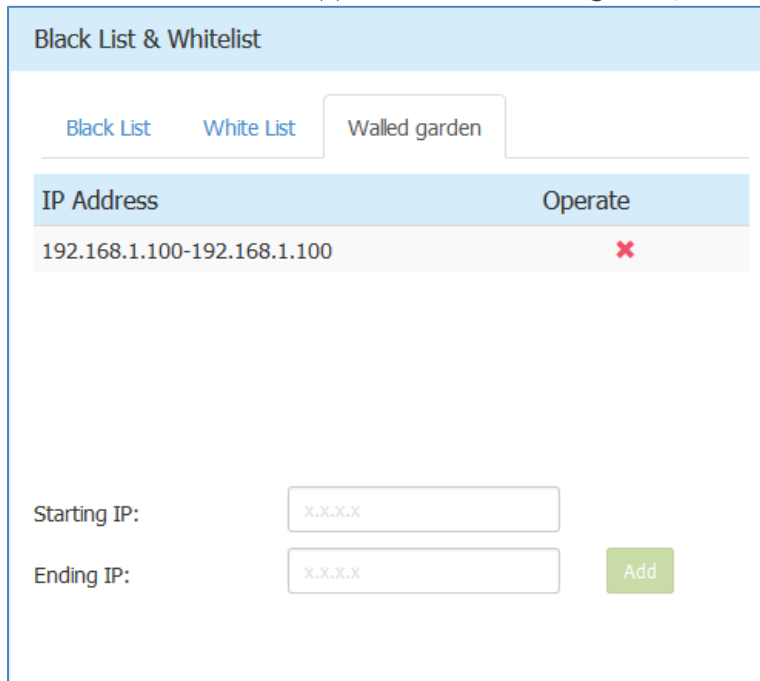 Black List & Whitelist
Black List White List Walled garden
IP Address Operate
192.168.1.100-192.168.1.100
Starting IP: x.x.x.x
Ending IP: x.x.x.x Add